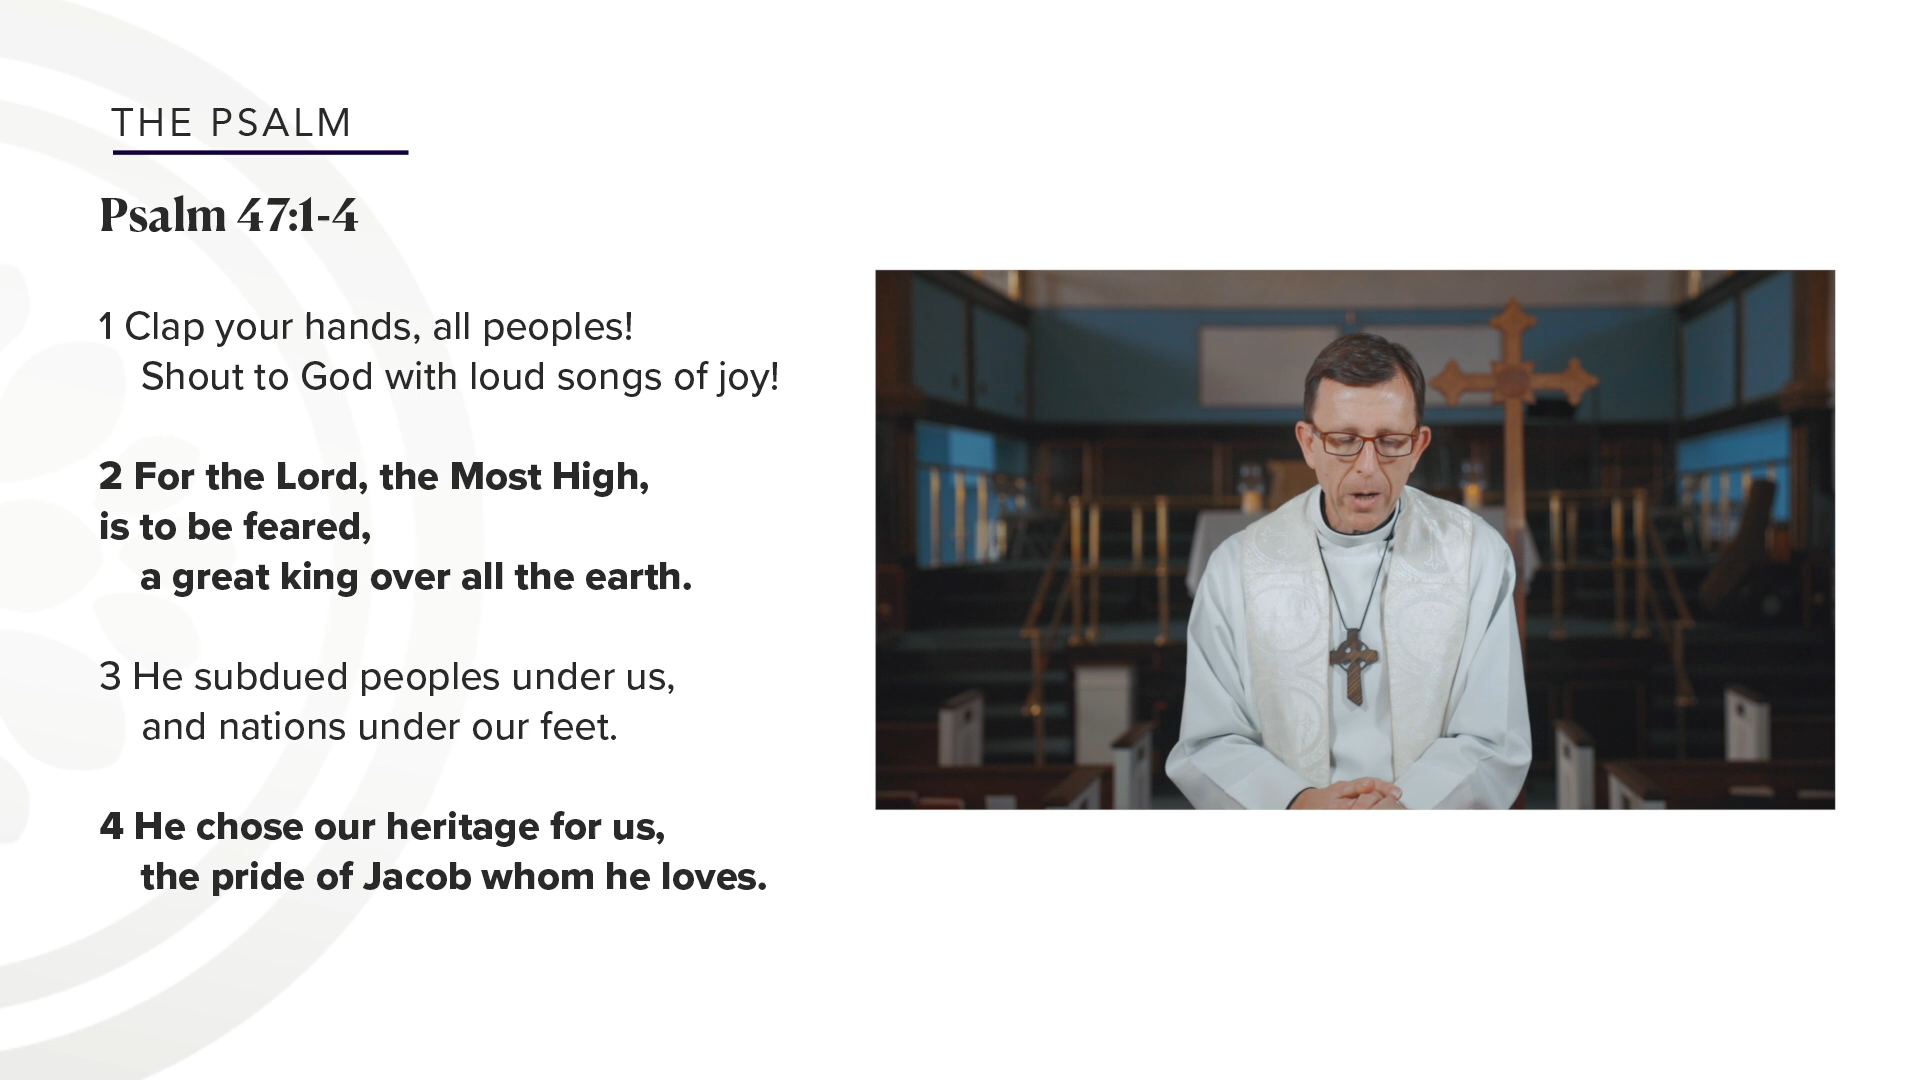 THE PSALM
Psalm 47:1-4
1 Clap your hands, all peoples!
Shout to God with loud songs of joy!
2 For the Lord, the Most High,
is to be feared,
a great king over all the earth.
3 He subdued peoples under us,
and nations under our feet.
4 He chose our heritage for us,
the pride of Jacob whom he loves.